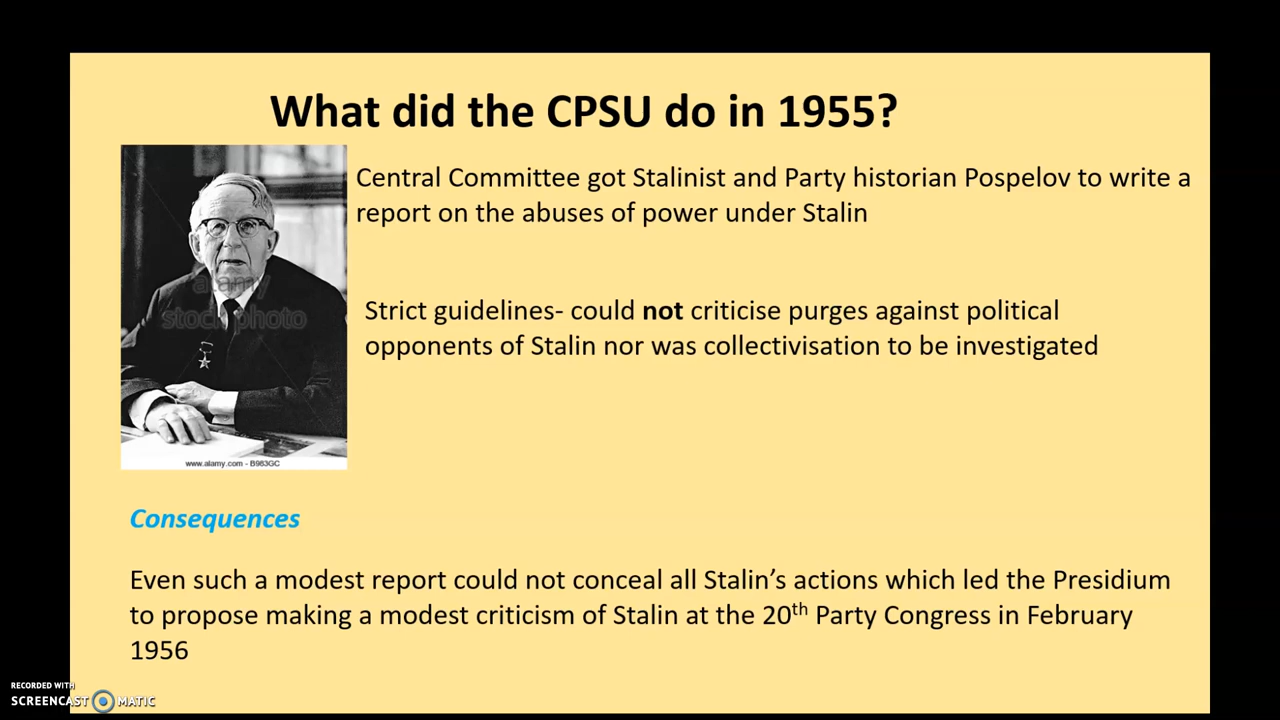 What did the CPSU do in 1955?
Central Committee got Stalinist and Party historian Pospelov to write a
report on the abuses of power under Stalin
alamy
stock photo
Strict guidelines- could not criticise purges against political
opponents of Stalin nor was collectivisation to be investigated
www.alamy.com - B983GC
Consequences
Even such a modest report could not conceal all Stalin’s actions which led the Presidium
to propose making a modest criticism of Stalin at the 20th Party Congress in February
1956
RECORDED WITH
SCREENCAST MATIC